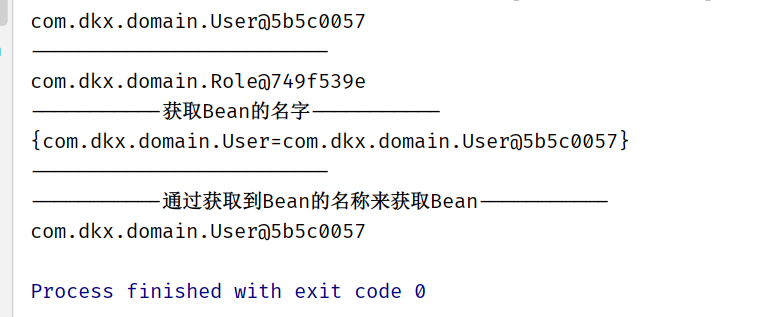 com.dkx.domain.User@5b5c0057
-------------------------
com.dkx.domain.Role@749f539e
-----------获取Bean的名字-----------
{com.dkx.domain.User=com.dkx.domain.User@5b5c0057}
-------------------------
-----------通过获取到Bean的名称来获取Bean-----------
com.dkx.domain.User@5b5c0057
Process finished with exit code 0